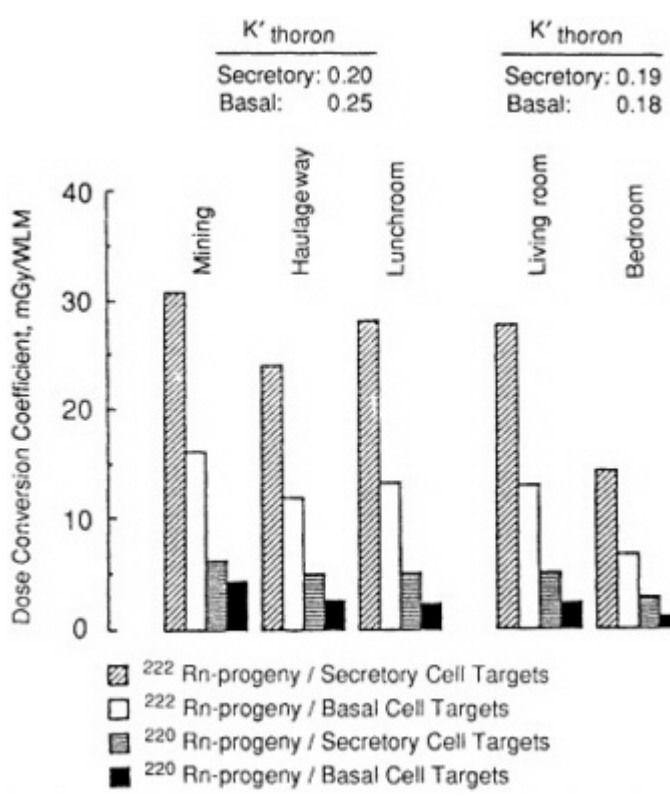 K′ thoron
Secretory: 0.20
Basal: 0.25
K′ thoron
Secretory: 0.19
Basal: 0.18
Dose Conversion Coefficient, mGy/WLM
40
30
20
10
0
Mining
Haulageway
Lunchroom
Living room
Bedroom
222 Rn-progeny / Secretory Cell Targets
222 Rn-progeny / Basal Cell Targets
220 Rn-progeny / Secretory Cell Targets
220 Rn-progeny / Basal Cell Targets